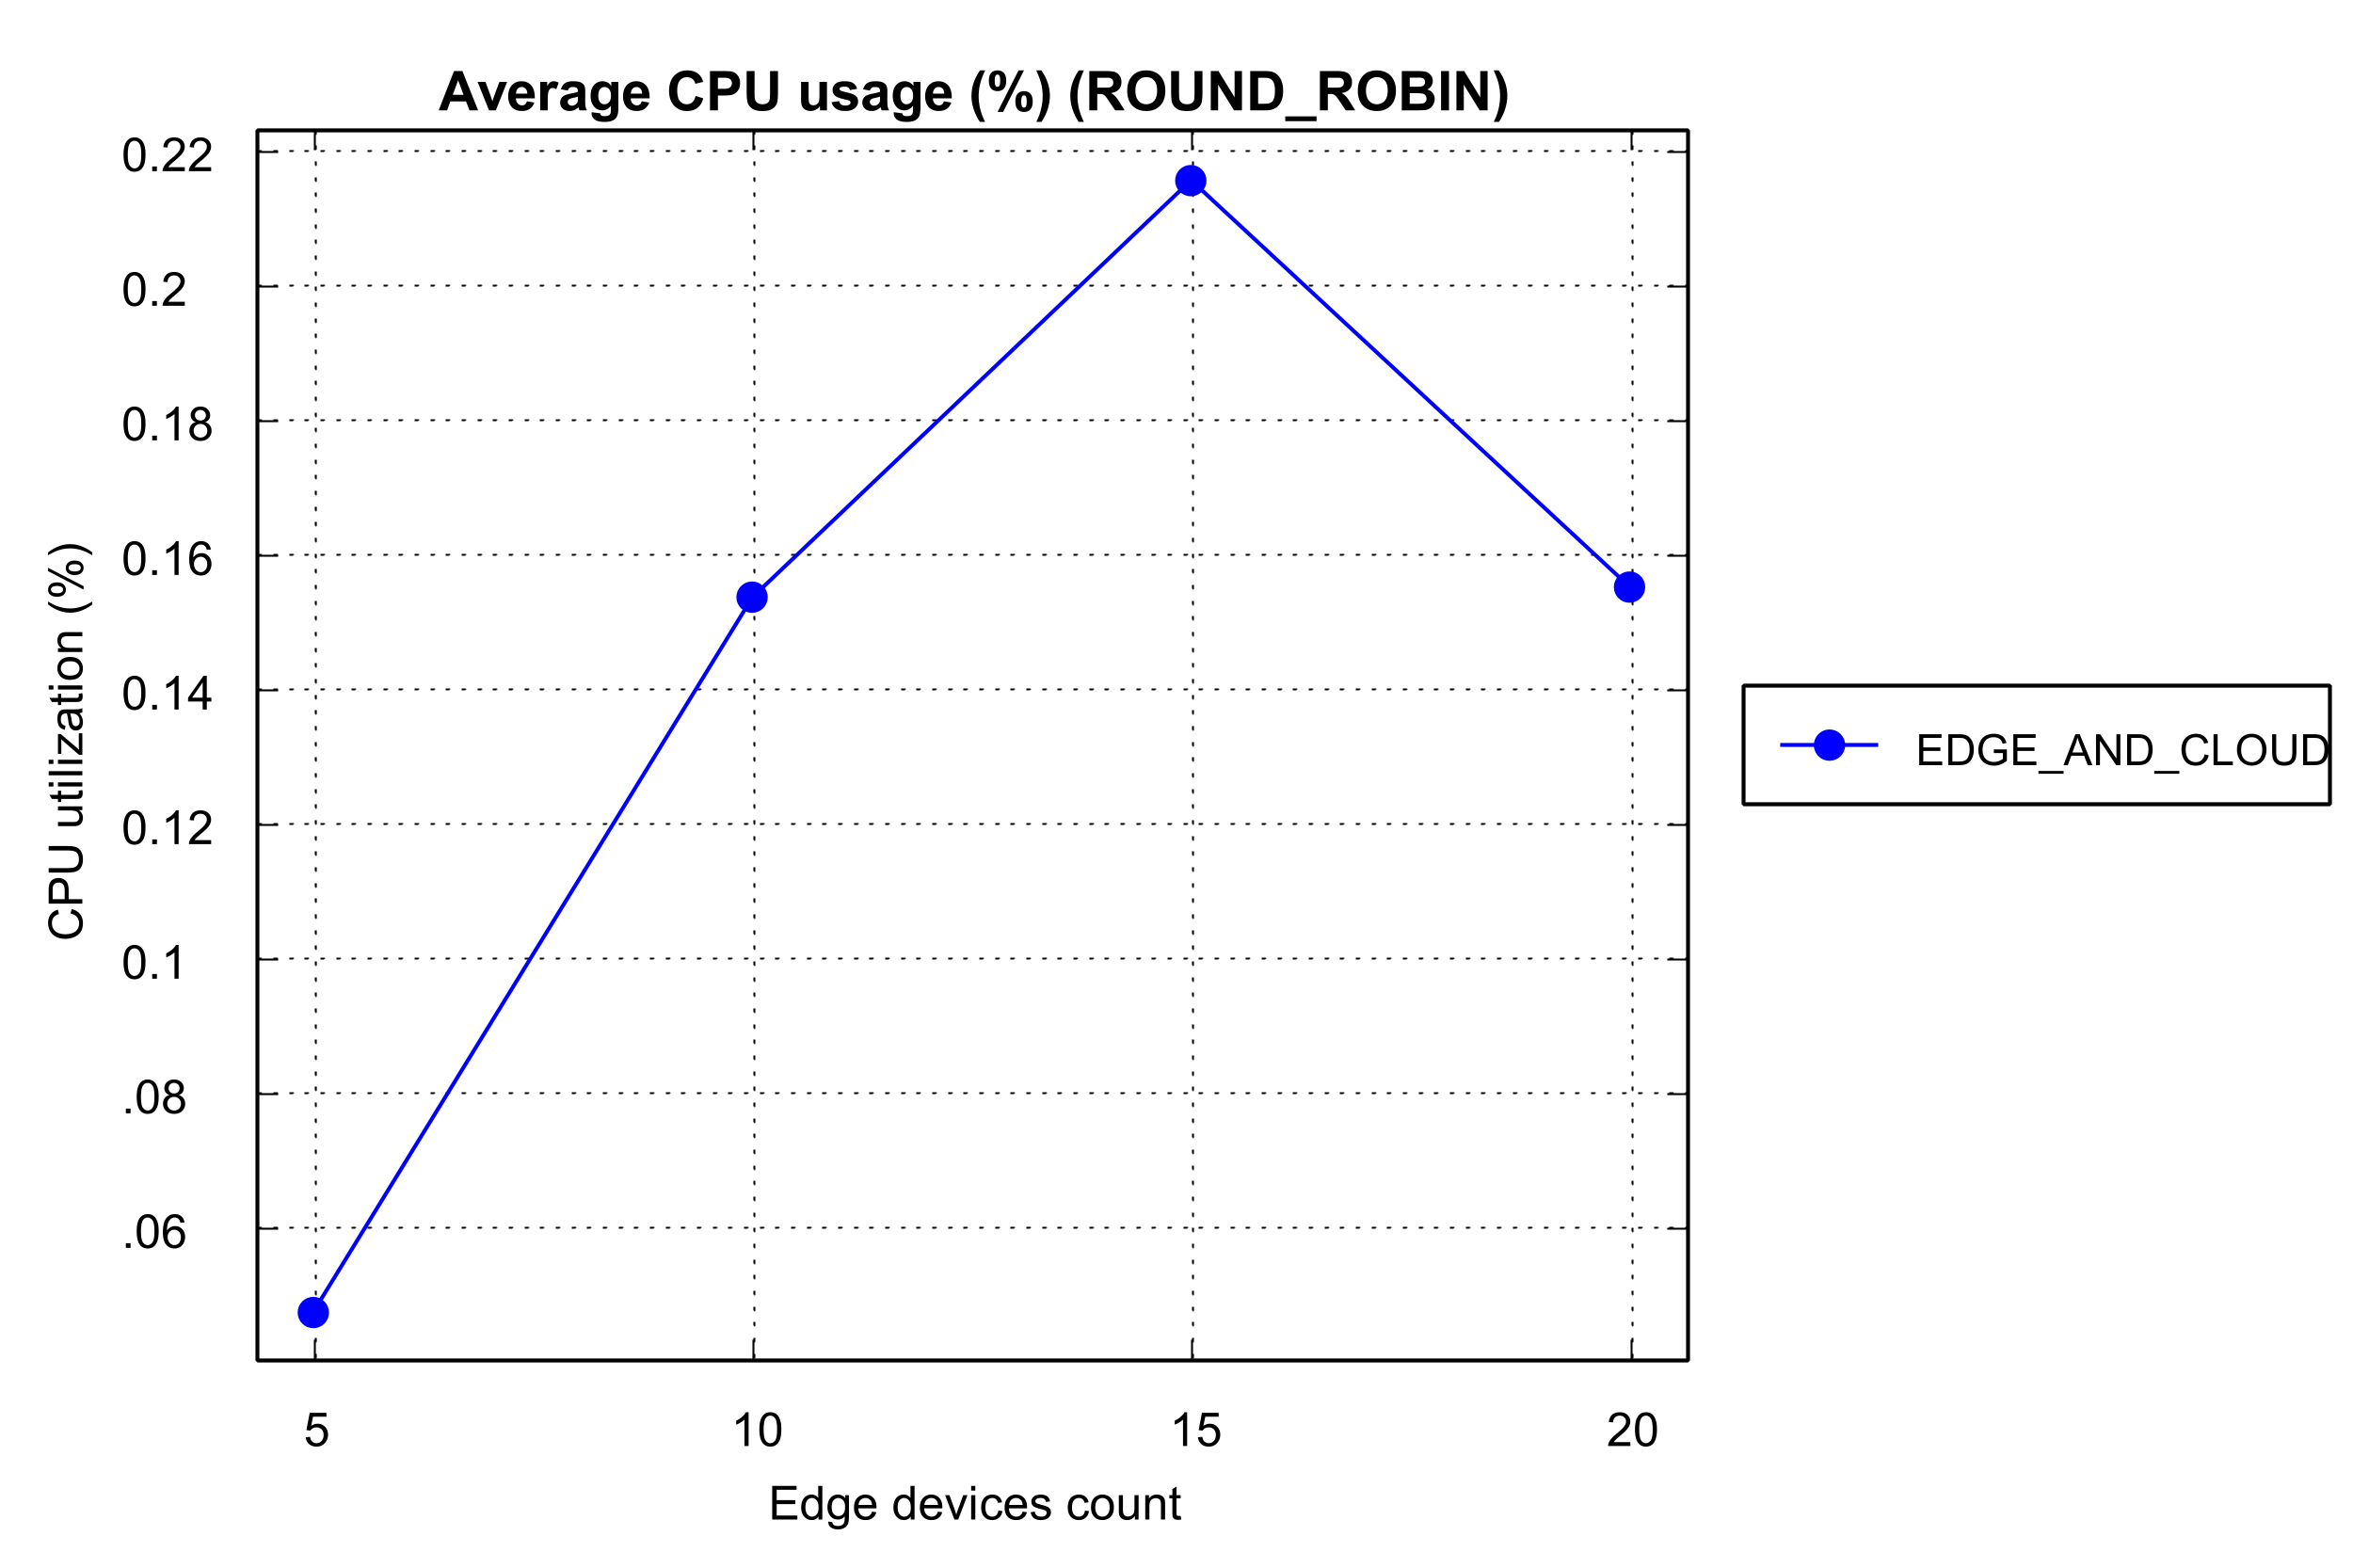 Average CPU usage (%) (ROUND_ROBIN)
0.22
0.2
0.18
0.16
0.14
0.12
0.1
.08
.06
CPU utilization (%)
5 10 15 20
Edge devices count
EDGE_AND_CLOUD